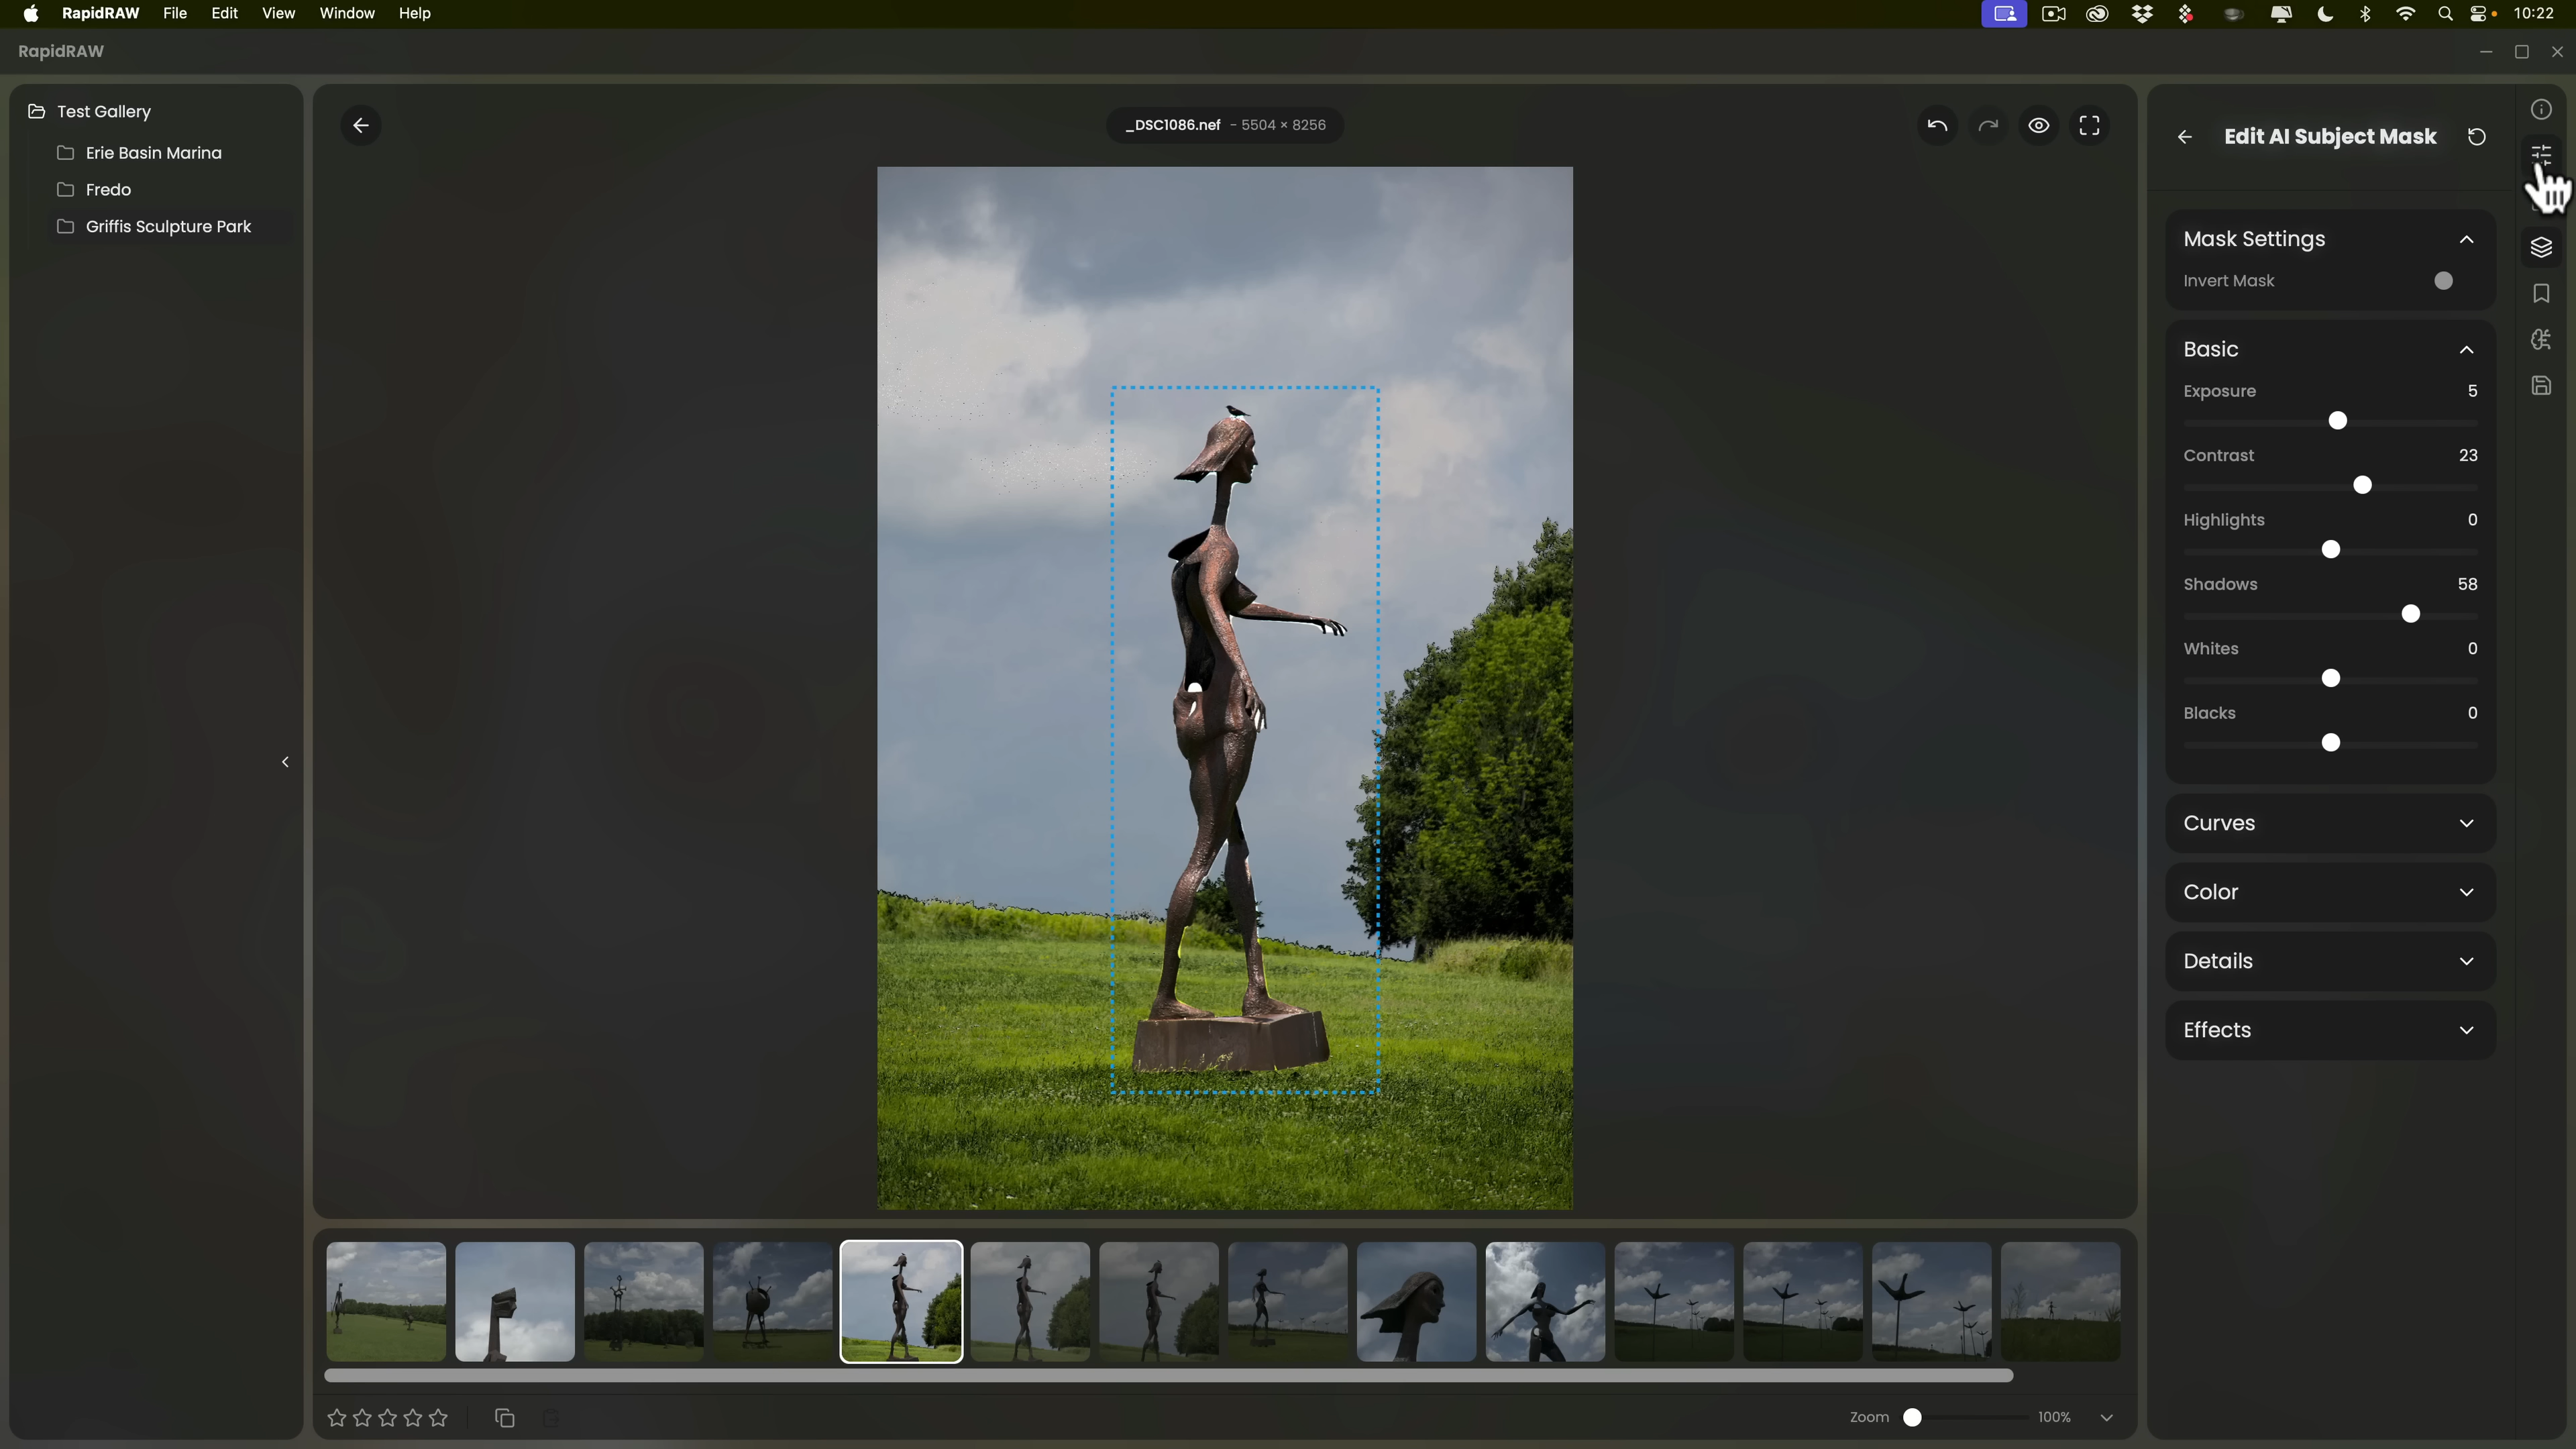 RapidRAW File Edit View Window Help 10:22
RapidRAW
Test Gallery
Erie Basin Marina
Fredo
Griffis Sculpture Park
_DSC1086.nef - 5504 × 8256
Edit AI Subject Mask
Mask Settings
Invert Mask
Basic
Exposure 5
Contrast 23
Highlights 0
Shadows 58
Whites 0
Blacks 0
Curves
Color
Details
Effects
Zoom 100%